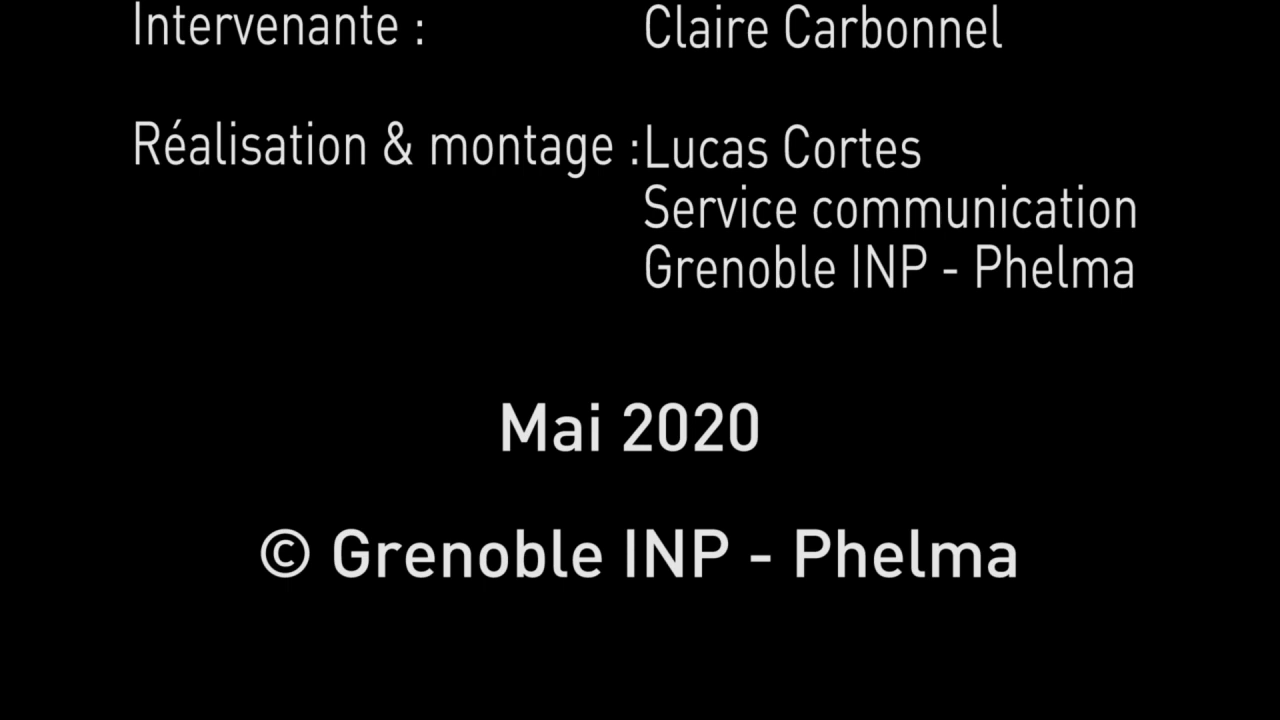 Intervenante : Claire Carbonnel
Réalisation & montage : Lucas Cortes
Service communication
Grenoble INP - Phelma
Mai 2020
© Grenoble INP - Phelma